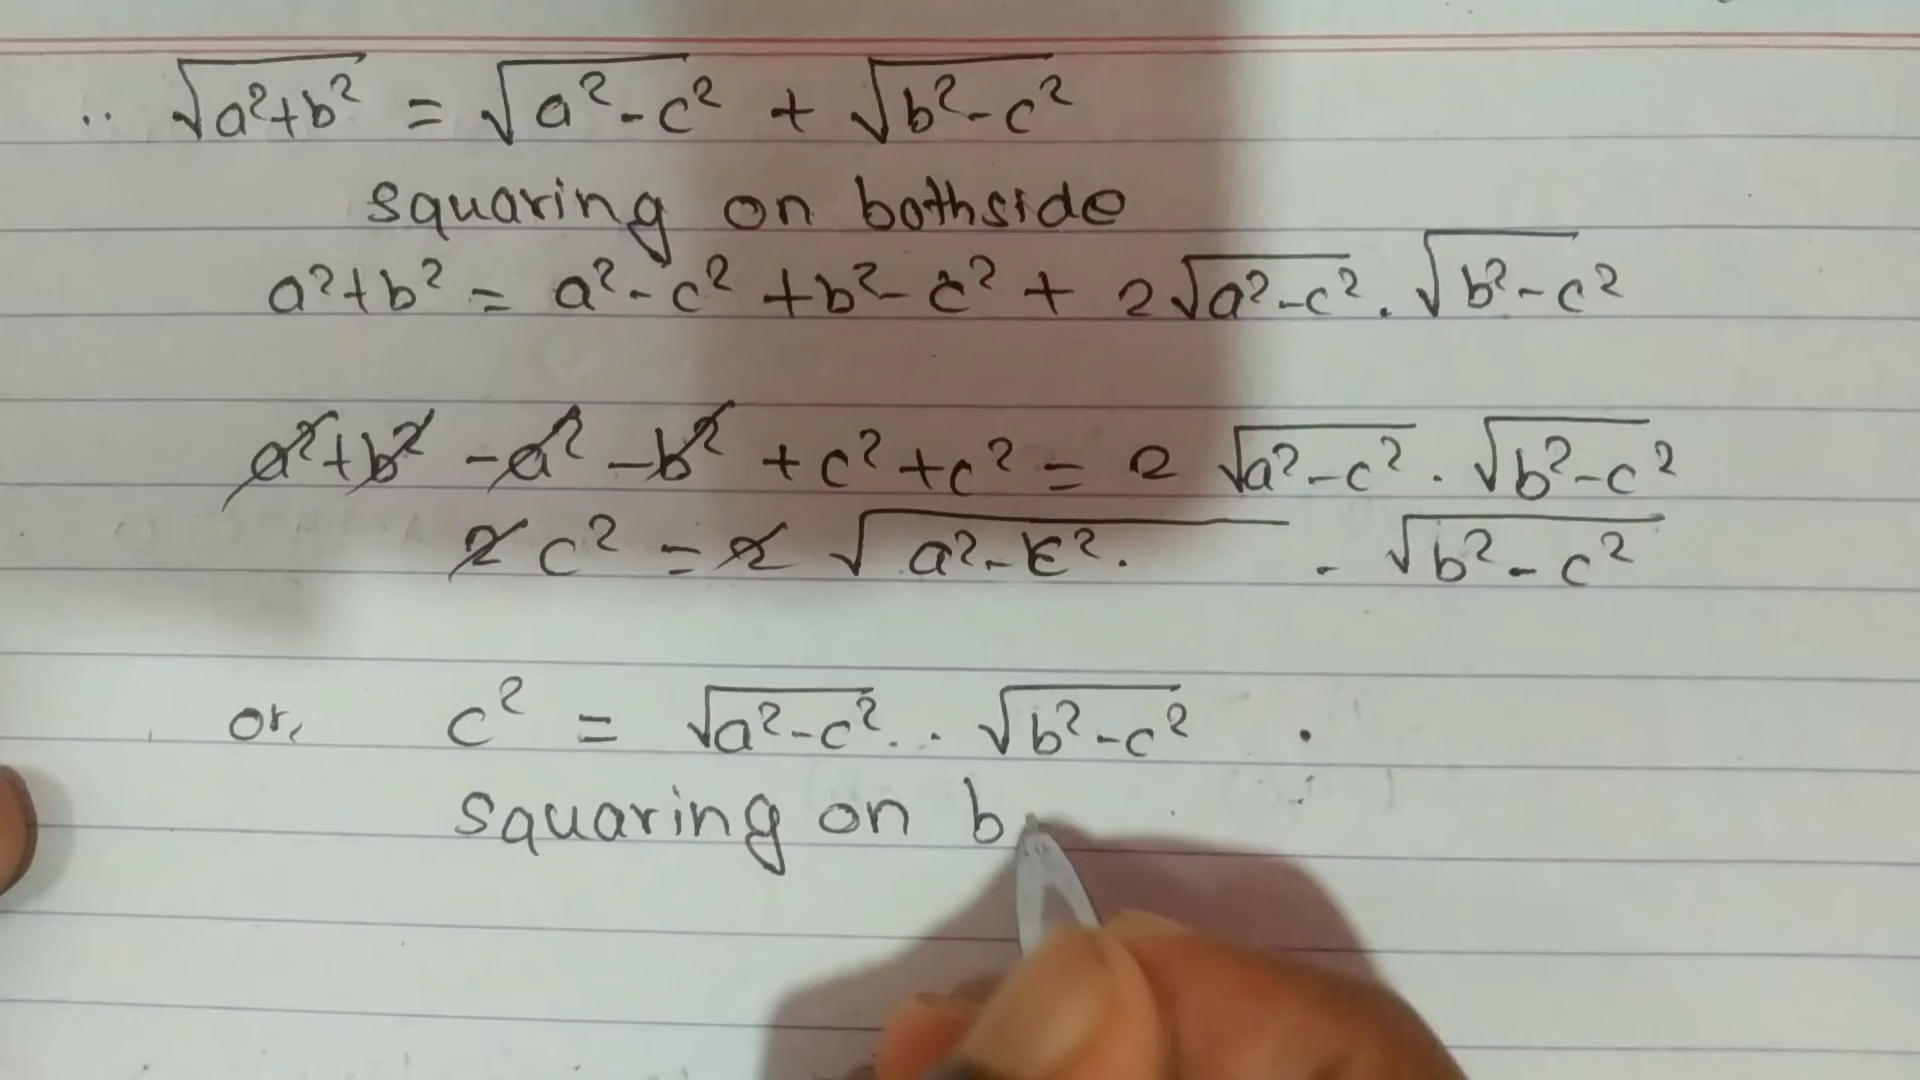 ∴ √a²+b² = √a²-c² + √b²-c²
squaring on bothside
a²+b² = a²-c² +b²-c² + 2√a²-c² . √b²-c²
a²+b² -a² -b² +c²+c² = 2 √a²-c² . √b²-c²
2c² = 2 √a²-c². . √b²-c²
or, c² = √a²-c² . . √b²-c² .
squaring on b